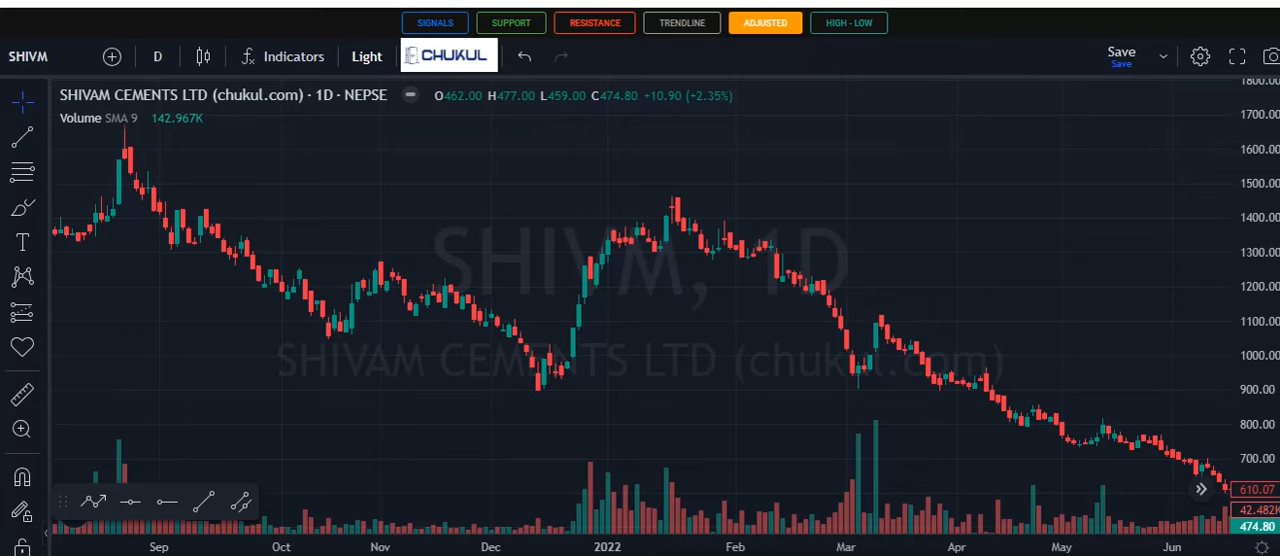 SIGNALS SUPPORT RESISTANCE TRENDLINE ADJUSTED HIGH - LOW
SHIVM D Indicators Light CHUKUL Save
Save
SHIVAM CEMENTS LTD (chukul.com) · 1D · NEPSE O462.00 H477.00 L459.00 C474.80 +10.90 (+2.35%)
Volume SMA 9 142.967K
1800.00
1700.00
1600.00
1500.00
1400.00
1300.00
1200.00
1100.00
1000.00
900.00
800.00
700.00
SHIVM, 1D
SHIVAM CEMENTS LTD (chukul.com)
610.07
42.482K
474.80
Sep Oct Nov Dec 2022 Feb Mar Apr May Jun